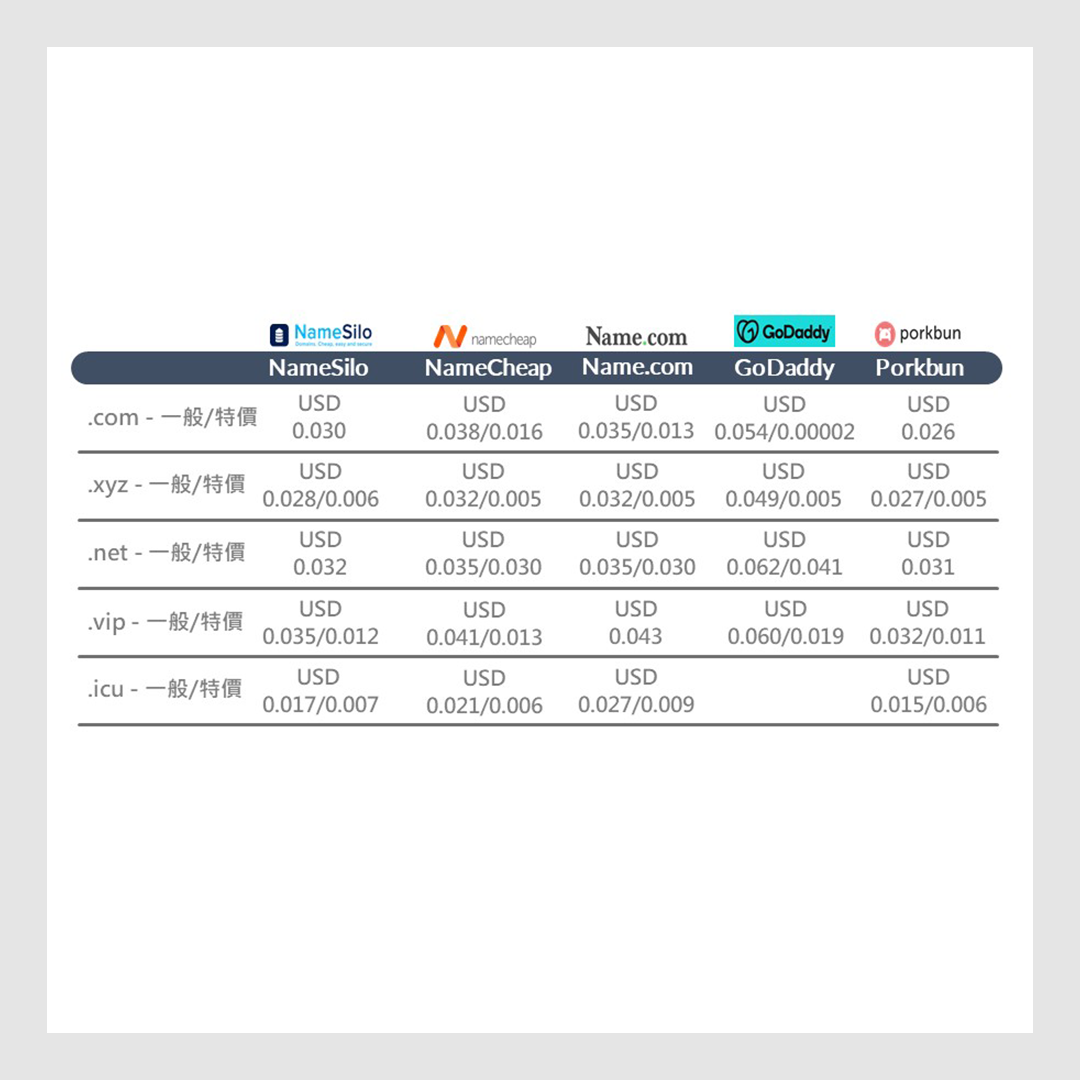 NameSilo
Domains. Cheap, easy and secure
namecheap
Name.com
GoDaddy
porkbun
NameSilo NameCheap Name.com GoDaddy Porkbun
USD USD USD USD USD
.com - 一般/特價
0.030 0.038/0.016 0.035/0.013 0.054/0.00002 0.026
USD USD USD USD USD
.xyz - 一般/特價
0.028/0.006 0.032/0.005 0.032/0.005 0.049/0.005 0.027/0.005
USD USD USD USD USD
.net - 一般/特價
0.032 0.035/0.030 0.035/0.030 0.062/0.041 0.031
USD USD USD USD USD
.vip - 一般/特價
0.035/0.012 0.041/0.013 0.043 0.060/0.019 0.032/0.011
USD USD USD USD
.icu - 一般/特價
0.017/0.007 0.021/0.006 0.027/0.009 0.015/0.006